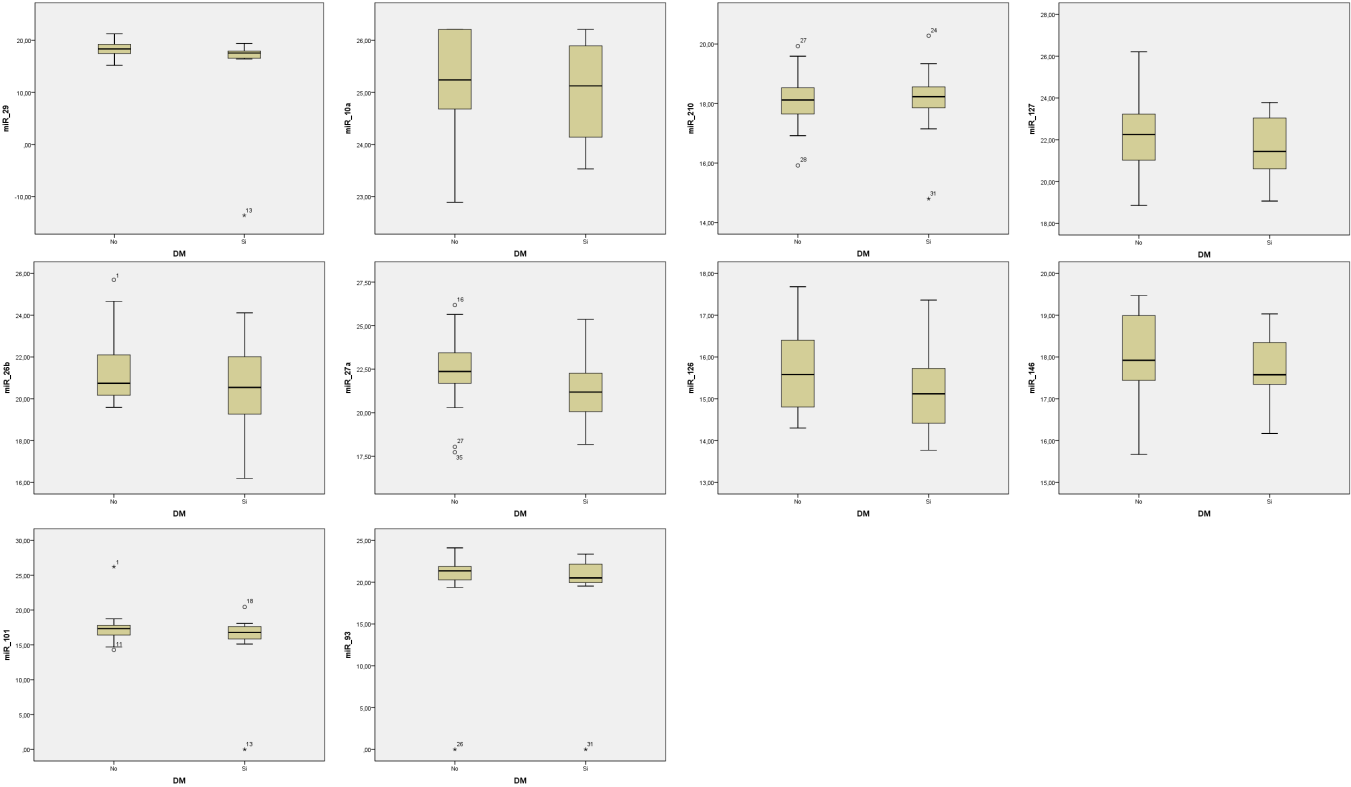 20,00
10,00
,00
-10,00
miR_29
13
No
Si
DM
26,00
25,00
24,00
23,00
miR_10a
No
Si
DM
20,00
18,00
16,00
14,00
miR_210
27
28
24
31
No
Si
DM
28,00
26,00
24,00
22,00
20,00
18,00
miR_127
No
Si
DM
26,00
24,00
22,00
20,00
18,00
16,00
miR_26b
1
No
Si
DM
27,50
25,00
22,50
20,00
17,50
miR_27a
16
27
35
No
Si
DM
18,00
17,00
16,00
15,00
14,00
13,00
miR_126
No
Si
DM
20,00
19,00
18,00
17,00
16,00
15,00
miR_146
No
Si
DM
30,00
25,00
20,00
15,00
10,00
5,00
,00
miR_101
1
11
18
13
No
Si
DM
25,00
20,00
15,00
10,00
5,00
,00
miR_93
26
31
No
Si
DM